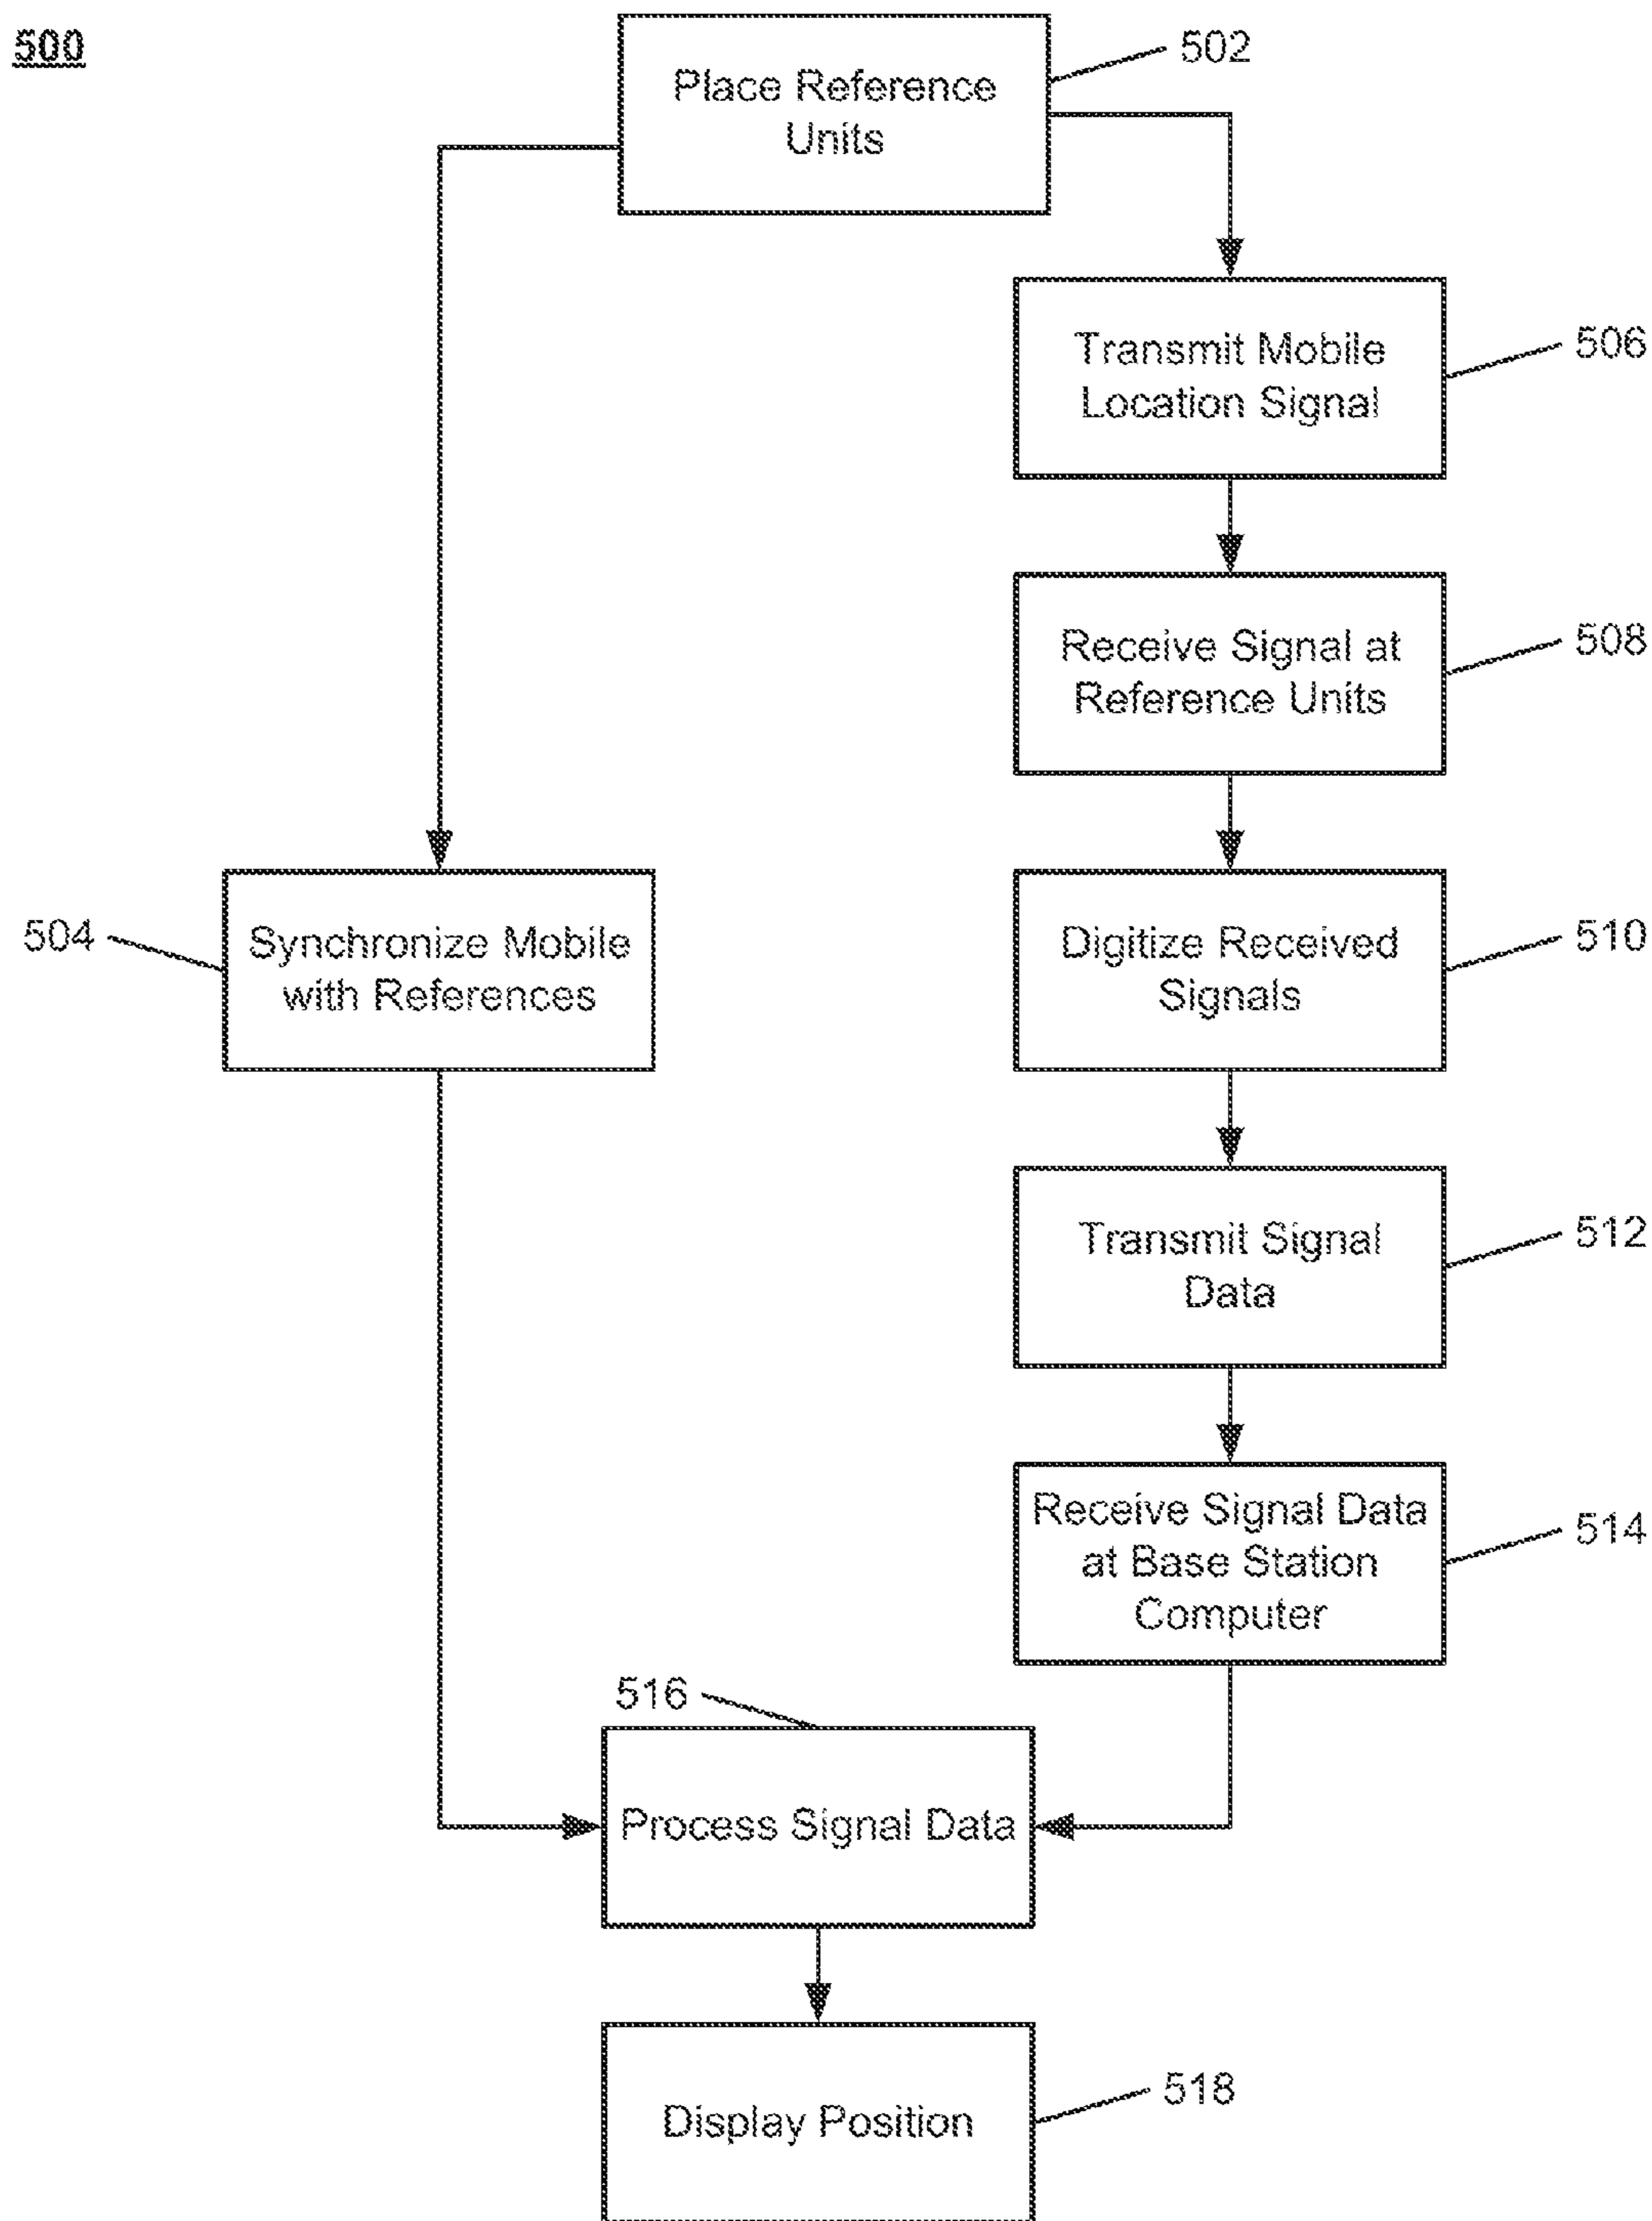 500
502
Place Reference
Units
506
Transmit Mobile
Location Signal
508
Receive Signal at
Reference Units
504
Synchronize Mobile
with References
510
Digitize Received
Signals
512
Transmit Signal
Data
514
Receive Signal Data
at Base Station
Computer
516
Process Signal Data
518
Display Position